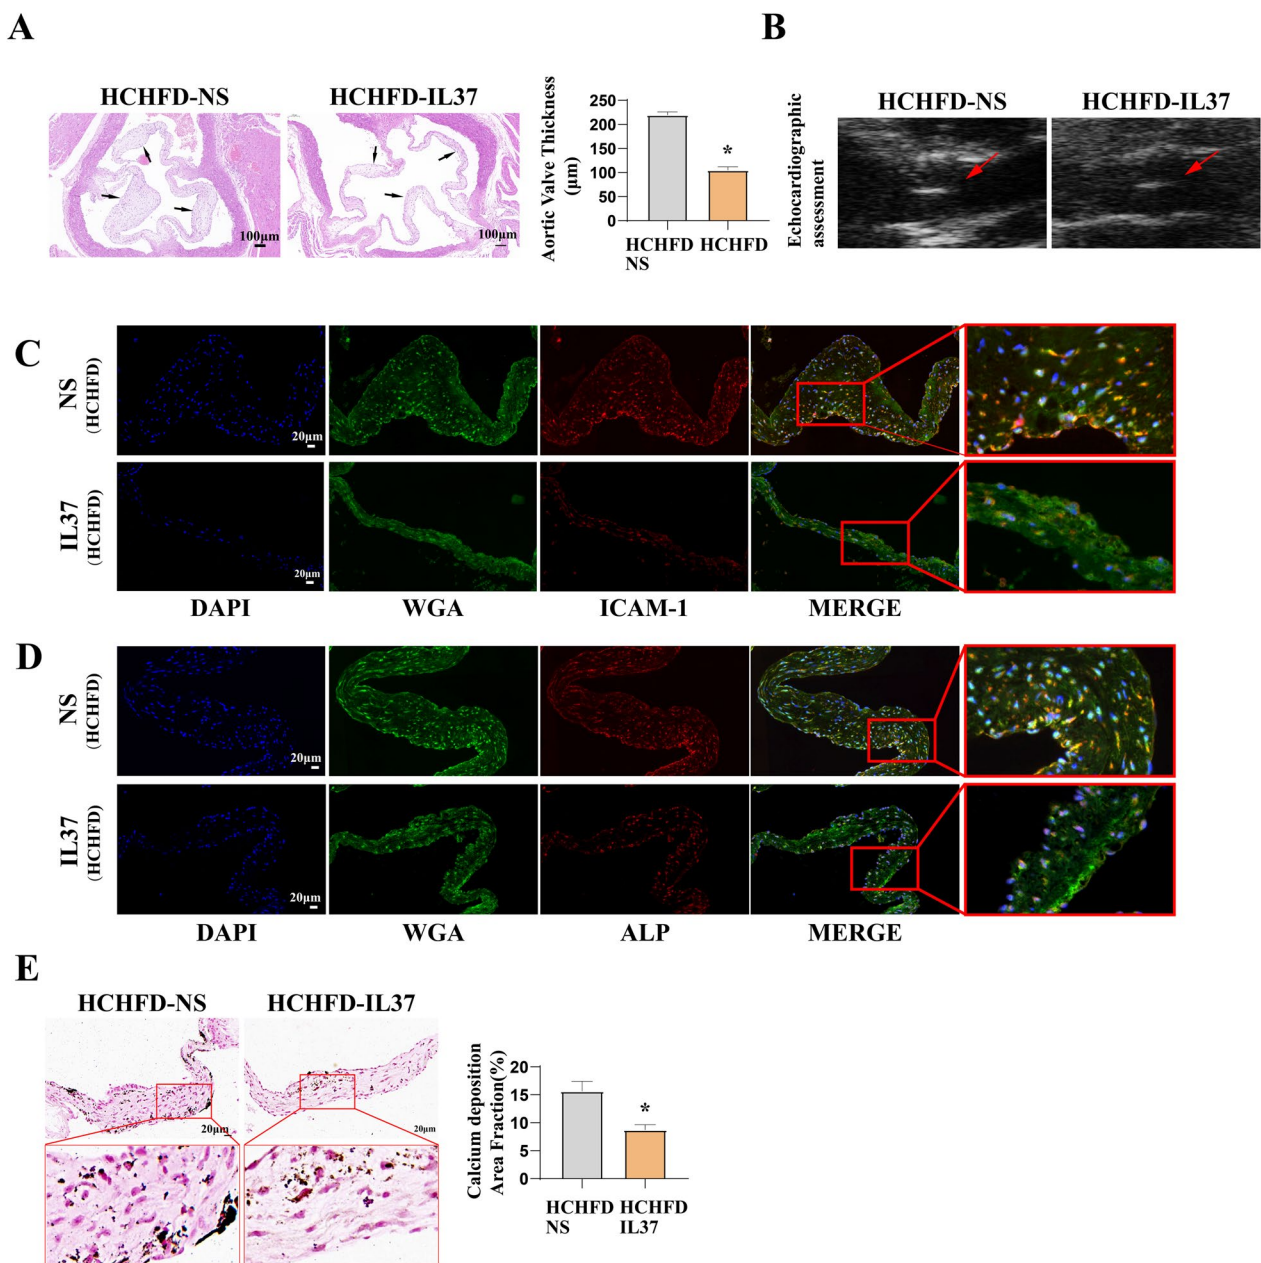 A
B
HCHFD-NS
HCHFD-IL37
100μm
100μm
Aortic Valve Thickness
(μm)
250
200
150
100
50
0
*
HCHFD
NS
HCHFD
Echocardiographic
assessment
HCHFD-NS
HCHFD-IL37
C
NS
(HCHFD)
20μm
IL37
(HCHFD)
20μm
DAPI
WGA
ICAM-1
MERGE
D
NS
(HCHFD)
20μm
IL37
(HCHFD)
20μm
DAPI
WGA
ALP
MERGE
E
HCHFD-NS
HCHFD-IL37
20μm
20μm
Calcium deposition
Area Fraction(%)
20
15
10
5
0
*
HCHFD
NS
HCHFD
IL37